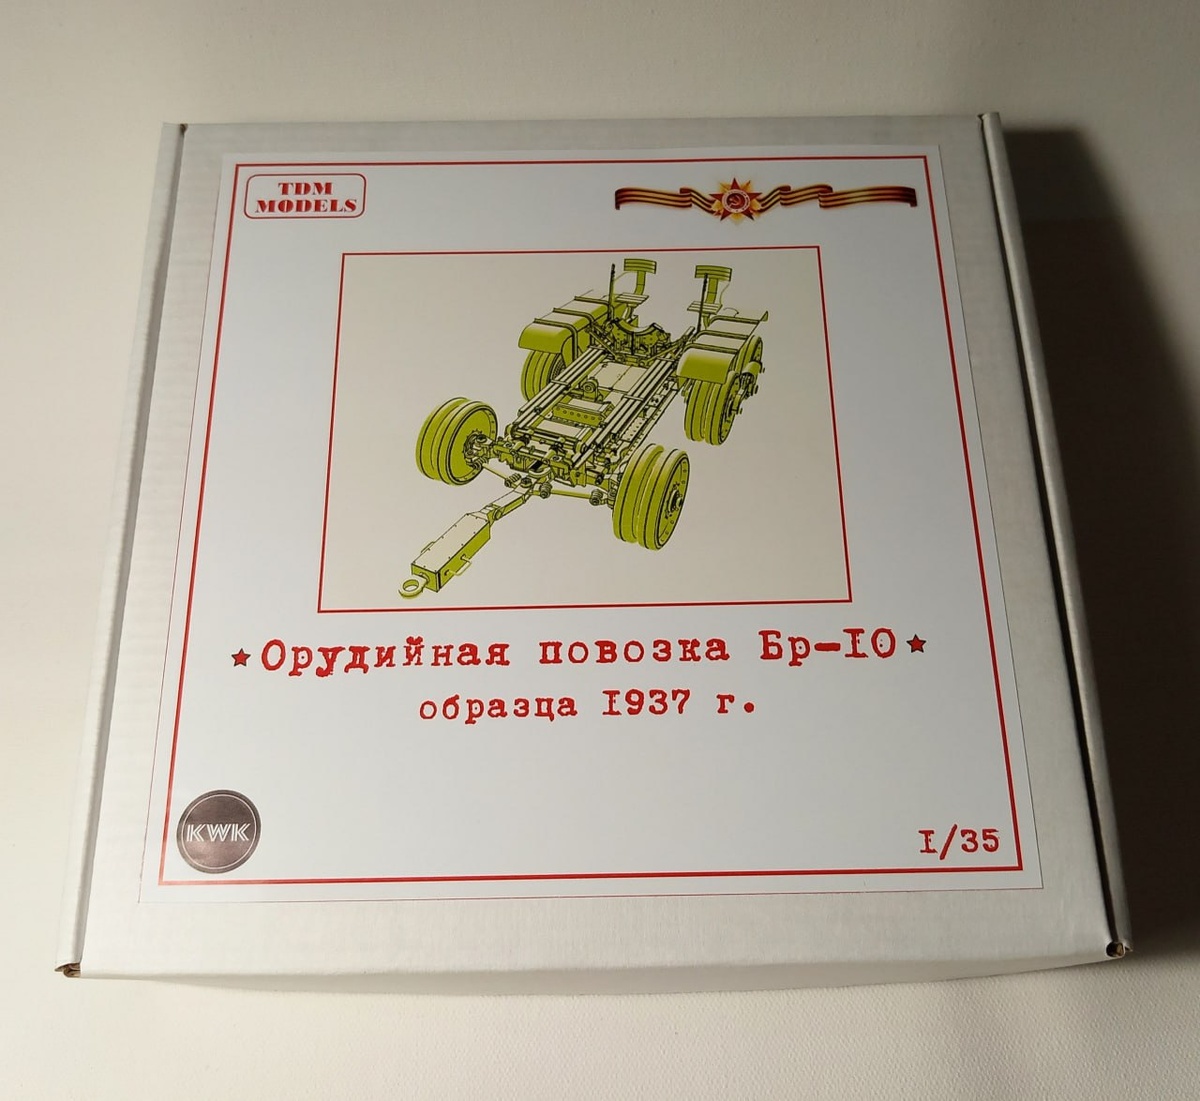 TDM
MODELS
★Орудийная повозка Бр-10★
образца 1937 г.
KWK
1/35